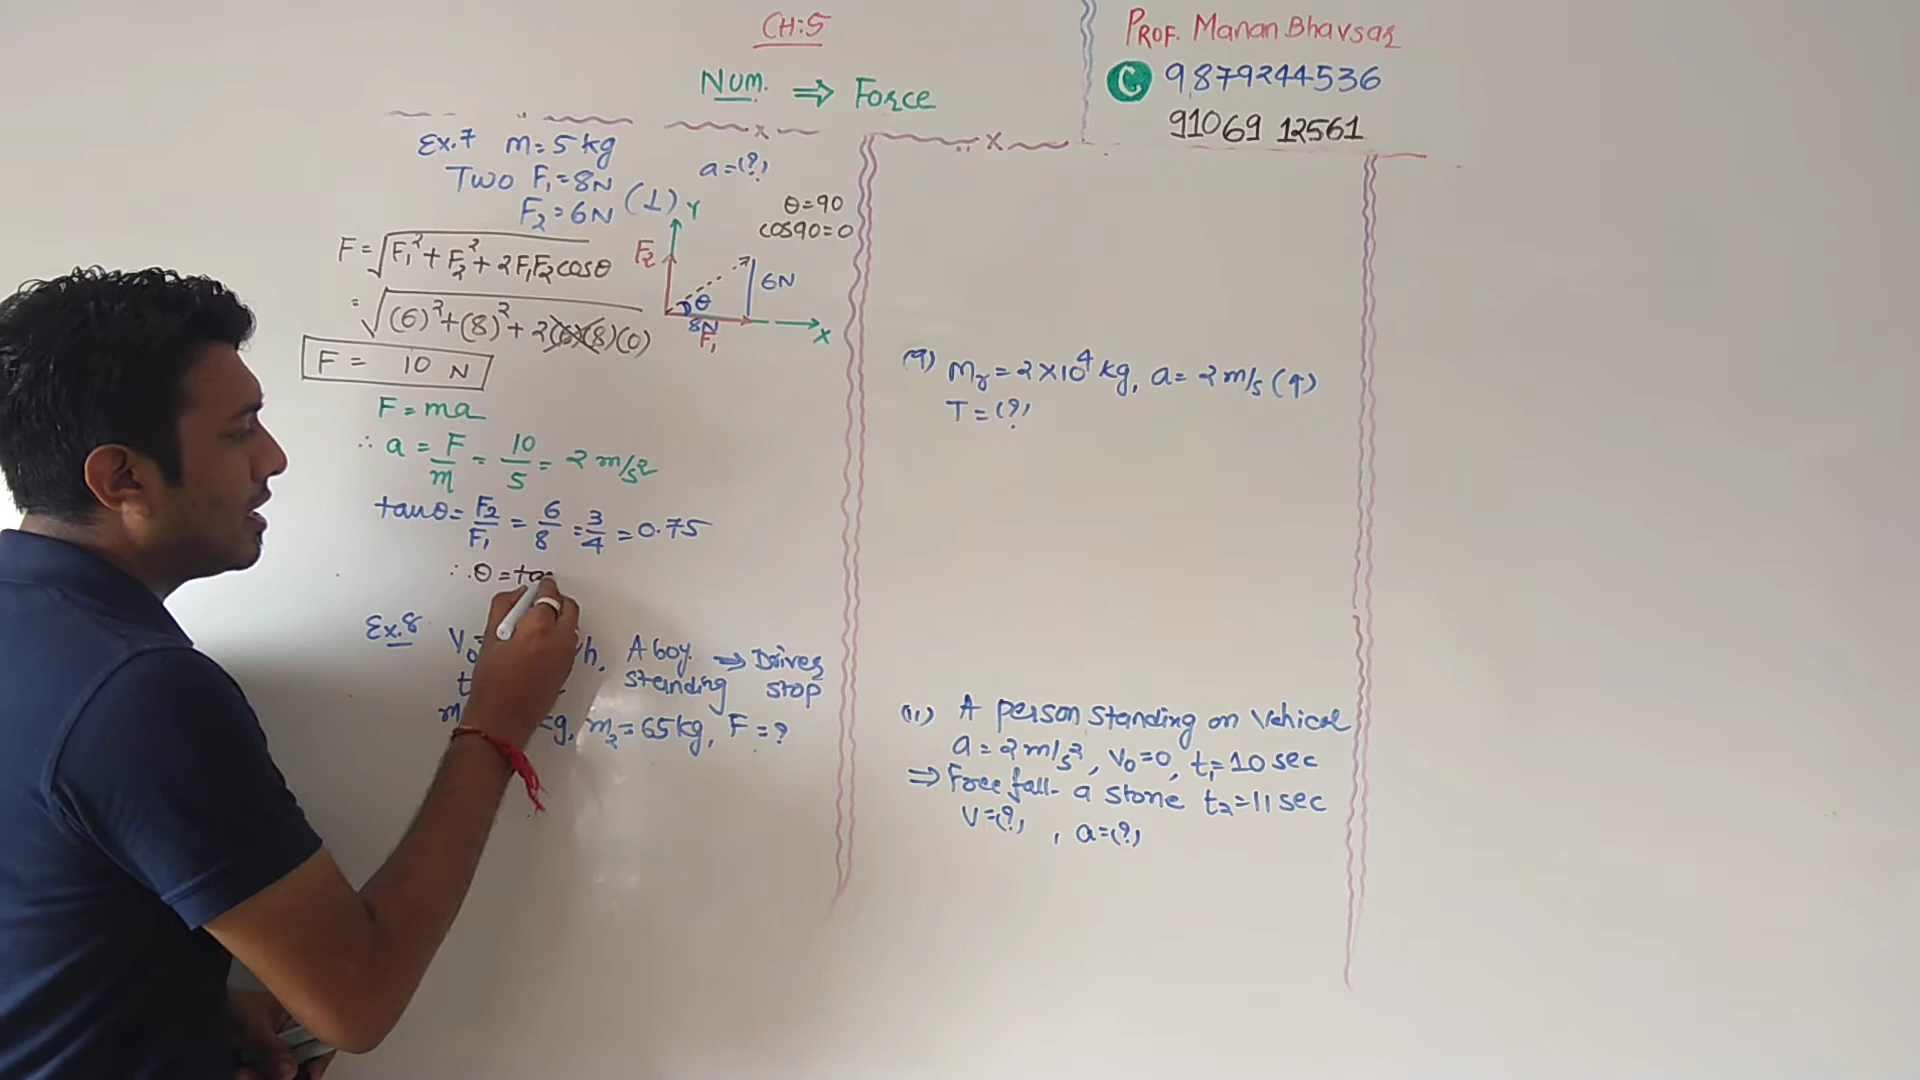 CH:5
Num. ⇒ Force
PROF. Manan Bhavsar
C 9879244536
91069 12561
Ex.7 m=5 kg a=(?)
Two F₁=8N
F₂=6N (⊥)
θ=90
cos90=0
Y
F₂
6N
θ
8N
F₁
X
F=√F₁²+F₂²+2F₁F₂cosθ
=√(6)²+(8)²+2(6)(8)(0)
F = 10 N
F=ma
∴ a = F/m = 10/5 = 2 m/s²
tanθ=F₂/F₁ = 6/8 = 3/4 = 0.75
∴ θ=ta
Ex.8 V₀= h, A boy ⇒ Driver
t standing stop
m kg, m₂=65kg, F=?
(9) Mᵣ=2×10⁴ kg, a= 2m/s (↑)
T=(?)
(11) A person standing on Vehical
a=2m/s², V₀=0, t₁=10 sec
⇒ Free fall- a stone t₂=11 sec
V=(?), a=(?)